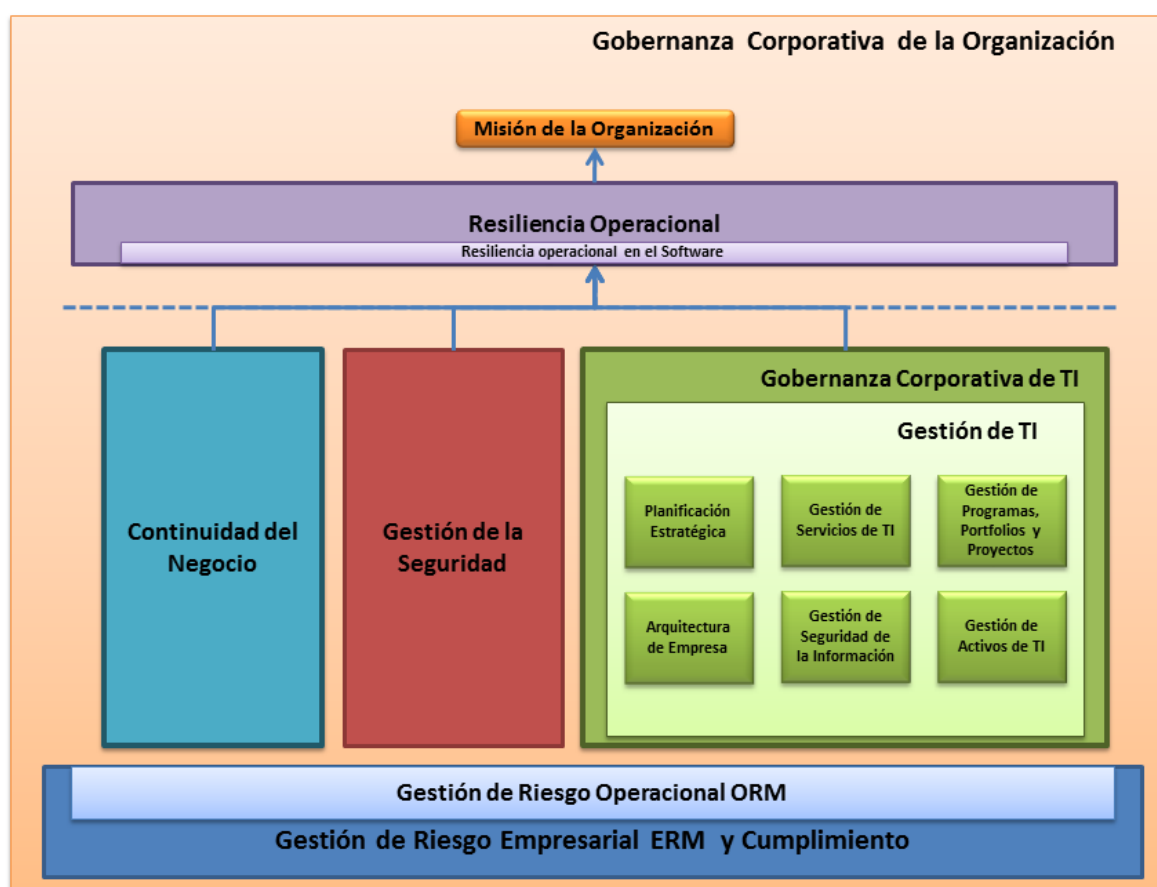 Gobernanza Corporativa de la Organización
Misión de la Organización
Resiliencia Operacional
Resiliencia operacional en el Software
Continuidad del
Negocio
Gestión de la
Seguridad
Gobernanza Corporativa de TI
Gestión de TI
Planificación
Estratégica
Gestión de
Servicios de TI
Gestión de
Programas,
Portfolios y
Proyectos
Arquitectura
de Empresa
Gestión de
Seguridad de
la Información
Gestión de
Activos de TI
Gestión de Riesgo Operacional ORM
Gestión de Riesgo Empresarial ERM y Cumplimiento